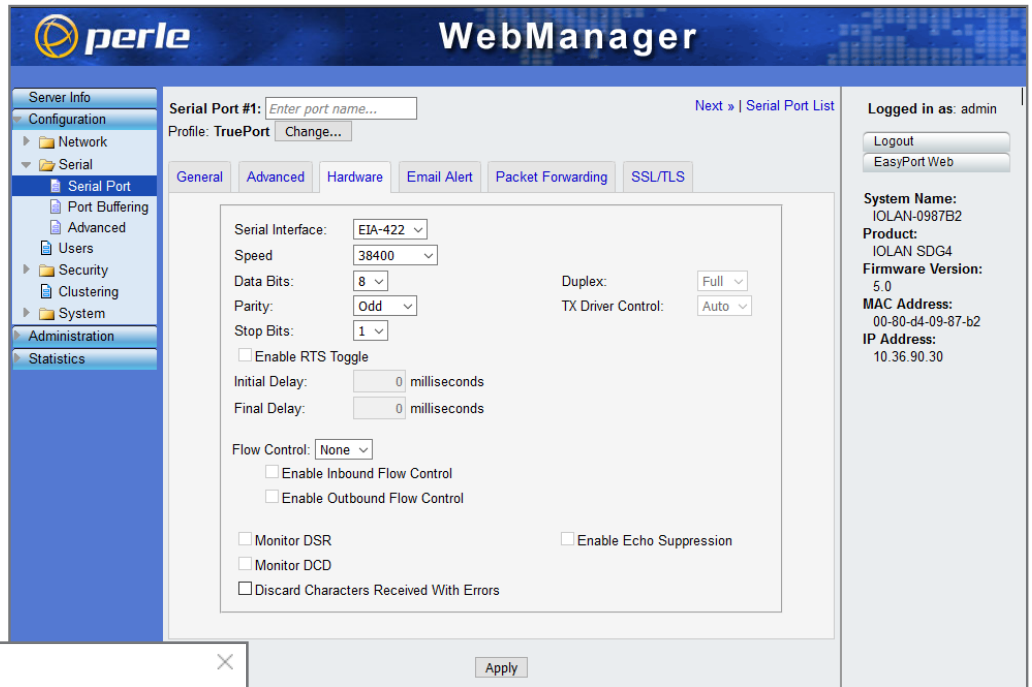 perle
WebManager
Server Info
Configuration
Network
Serial
Serial Port
Port Buffering
Advanced
Users
Security
Clustering
System
Administration
Statistics
Serial Port #1: Enter port name...
Next » | Serial Port List
Profile: TruePort Change...
General Advanced Hardware Email Alert Packet Forwarding SSL/TLS
Serial Interface: EIA-422
Speed 38400
Data Bits: 8 Duplex: Full
Parity: Odd TX Driver Control: Auto
Stop Bits: 1
Enable RTS Toggle
Initial Delay: 0 milliseconds
Final Delay: 0 milliseconds
Flow Control: None
Enable Inbound Flow Control
Enable Outbound Flow Control
Monitor DSR Enable Echo Suppression
Monitor DCD
Discard Characters Received With Errors
Apply
Logged in as: admin
Logout
EasyPort Web
System Name:
IOLAN-0987B2
Product:
IOLAN SDG4
Firmware Version:
5.0
MAC Address:
00-80-d4-09-87-b2
IP Address:
10.36.90.30